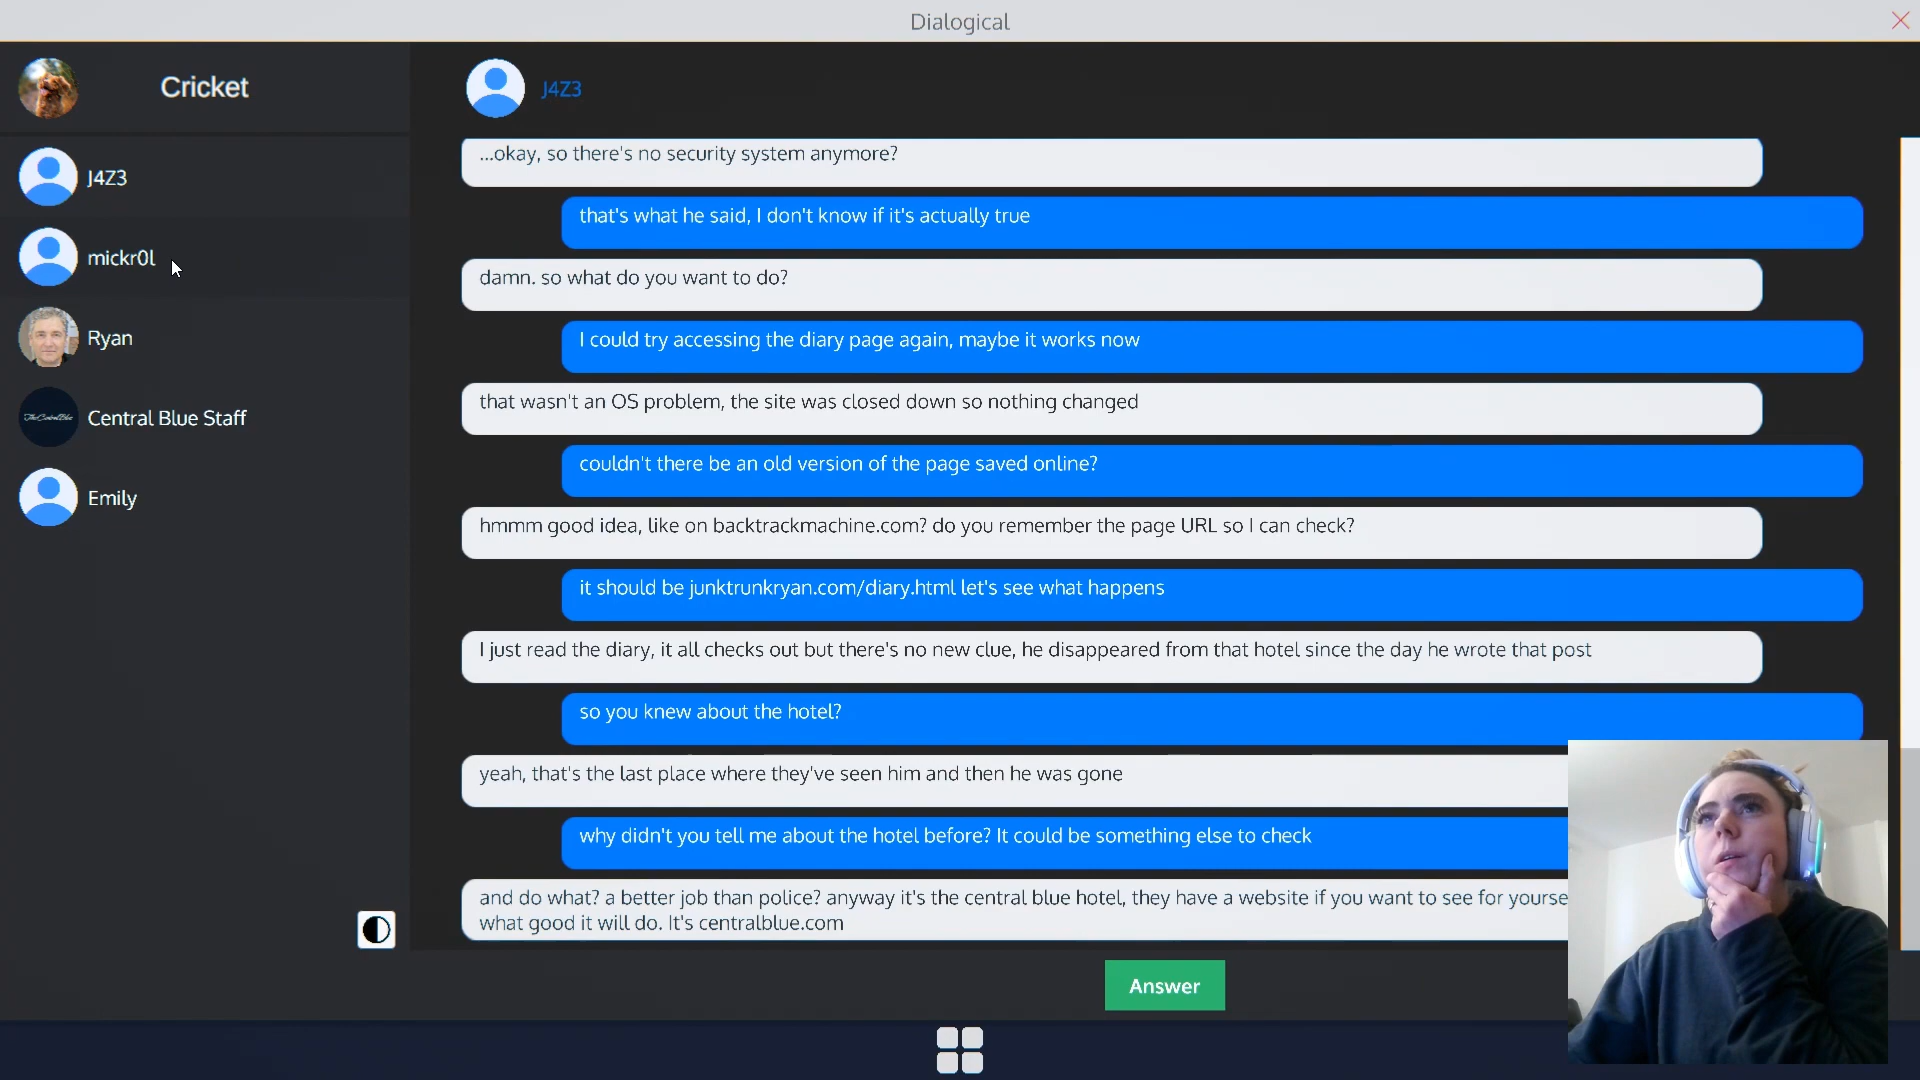 Dialogical
Cricket
J4Z3
mickr0l
Ryan
Central Blue Staff
Emily
J4Z3
...okay, so there's no security system anymore?
that's what he said, I don't know if it's actually true
damn. so what do you want to do?
I could try accessing the diary page again, maybe it works now
that wasn't an OS problem, the site was closed down so nothing changed
couldn't there be an old version of the page saved online?
hmmm good idea, like on backtrackmachine.com? do you remember the page URL so I can check?
it should be junktrunkryan.com/diary.html let's see what happens
I just read the diary, it all checks out but there's no new clue, he disappeared from that hotel since the day he wrote that post
so you knew about the hotel?
yeah, that's the last place where they've seen him and then he was gone
why didn't you tell me about the hotel before? It could be something else to check
and do what? a better job than police? anyway it's the central blue hotel, they have a website if you want to see for yourse
what good it will do. It's centralblue.com
Answer